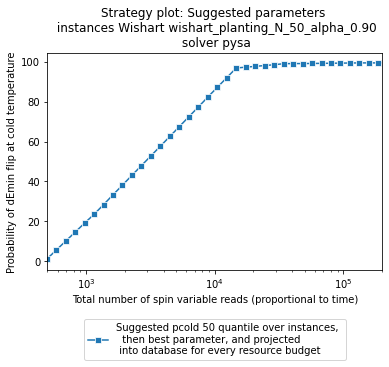 Strategy plot: Suggested parameters
instances Wishart wishart_planting_N_50_alpha_0.90
solver pysa
Probability of dEmin flip at cold temperature
100
80
60
40
20
0
10³ 10⁴ 10⁵
Total number of spin variable reads (proportional to time)
Suggested pcold 50 quantile over instances,
then best parameter, and projected
into database for every resource budget